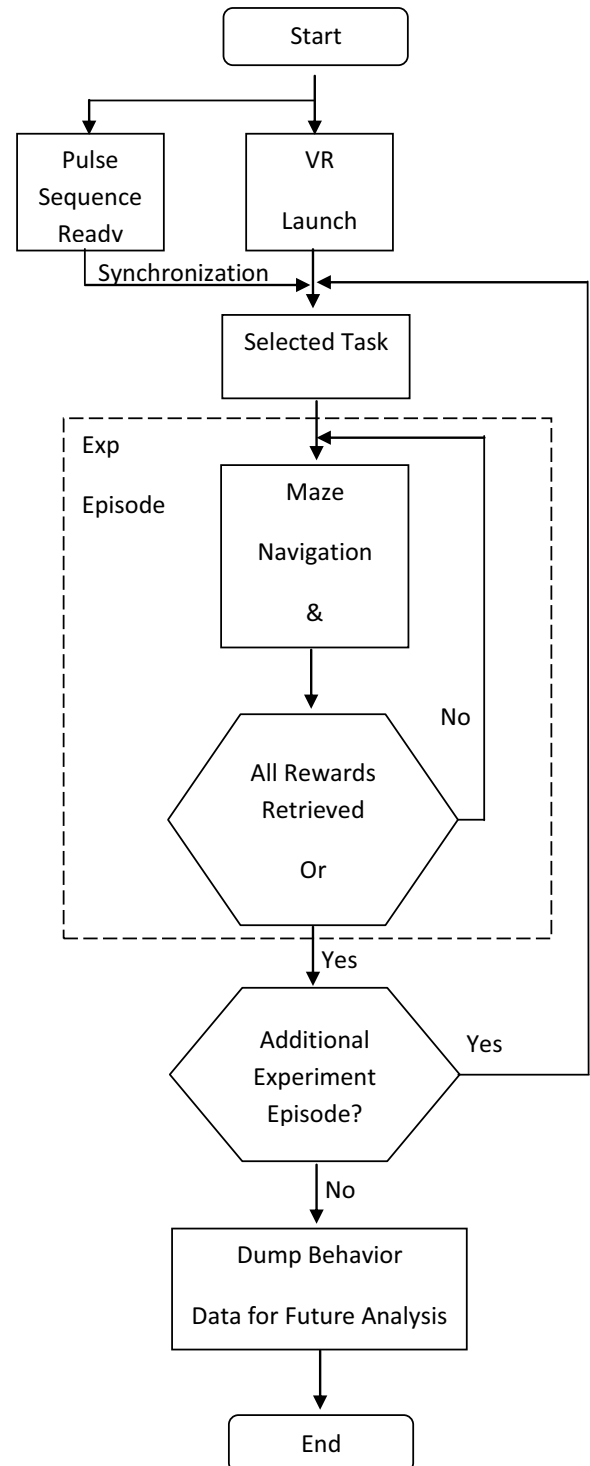 Start
Pulse
Sequence
Ready
VR
Launch
Synchronization
Selected Task
Exp
Episode
Maze
Navigation
&
No
All Rewards
Retrieved
Or
Yes
Additional
Experiment
Episode?
Yes
No
Dump Behavior
Data for Future Analysis
End